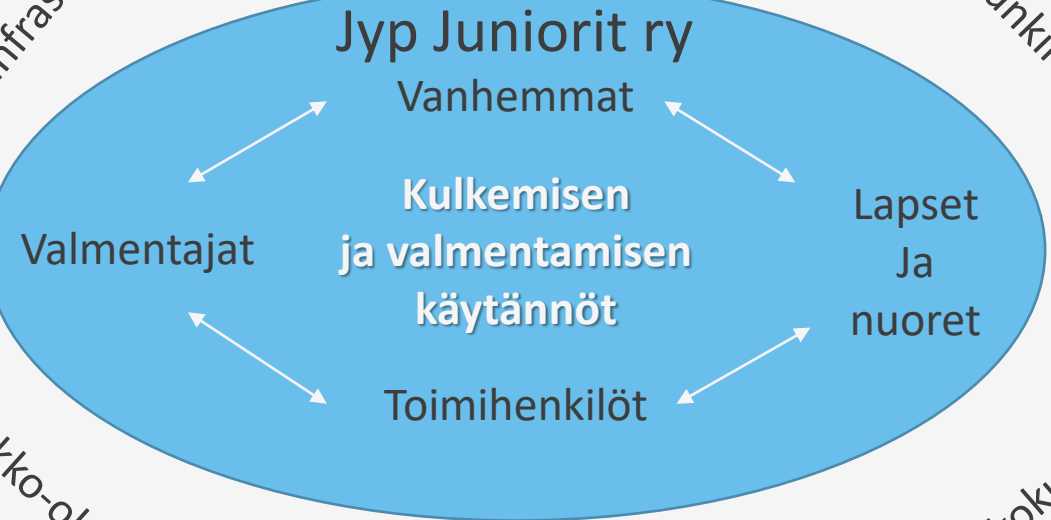 Jyp Juniorit ry
Vanhemmat
Kulkemisen
ja valmentamisen
käytännöt
Valmentajat
Lapset
Ja
nuoret
Toimihenkilöt